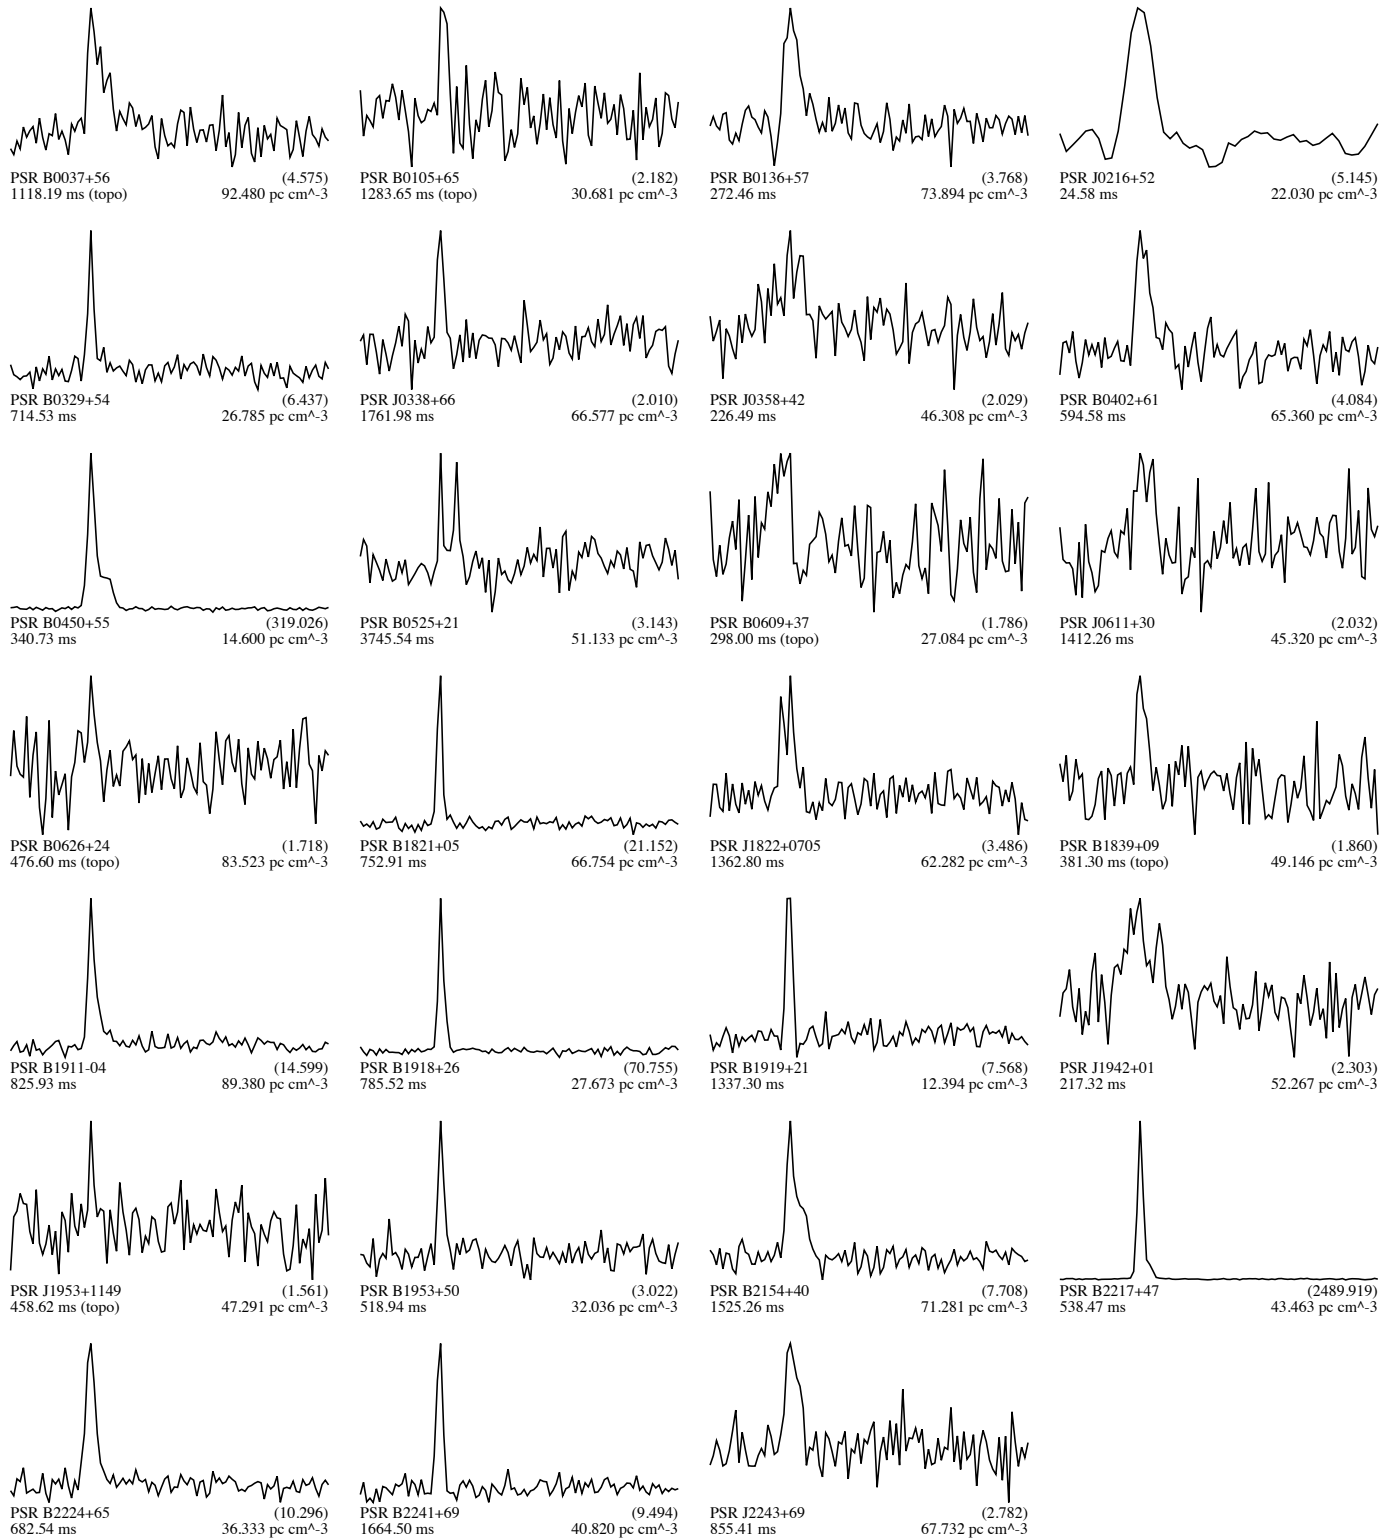 PSR B0037+56 (4.575)
1118.19 ms (topo) 92.480 pc cm^-3
PSR B0105+65 (2.182)
1283.65 ms (topo) 30.681 pc cm^-3
PSR B0136+57 (3.768)
272.46 ms 73.894 pc cm^-3
PSR J0216+52 (5.145)
24.58 ms 22.030 pc cm^-3
PSR B0329+54 (6.437)
714.53 ms 26.785 pc cm^-3
PSR J0338+66 (2.010)
1761.98 ms 66.577 pc cm^-3
PSR J0358+42 (2.029)
226.49 ms 46.308 pc cm^-3
PSR B0402+61 (4.084)
594.58 ms 65.360 pc cm^-3
PSR B0450+55 (319.026)
340.73 ms 14.600 pc cm^-3
PSR B0525+21 (3.143)
3745.54 ms 51.133 pc cm^-3
PSR B0609+37 (1.786)
298.00 ms (topo) 27.084 pc cm^-3
PSR J0611+30 (2.032)
1412.26 ms 45.320 pc cm^-3
PSR B0626+24 (1.718)
476.60 ms (topo) 83.523 pc cm^-3
PSR B1821+05 (21.152)
752.91 ms 66.754 pc cm^-3
PSR J1822+0705 (3.486)
1362.80 ms 62.282 pc cm^-3
PSR B1839+09 (1.860)
381.30 ms (topo) 49.146 pc cm^-3
PSR B1911-04 (14.599)
825.93 ms 89.380 pc cm^-3
PSR B1918+26 (70.755)
785.52 ms 27.673 pc cm^-3
PSR B1919+21 (7.568)
1337.30 ms 12.394 pc cm^-3
PSR J1942+01 (2.303)
217.32 ms 52.267 pc cm^-3
PSR J1953+1149 (1.561)
458.62 ms (topo) 47.291 pc cm^-3
PSR B1953+50 (3.022)
518.94 ms 32.036 pc cm^-3
PSR B2154+40 (7.708)
1525.26 ms 71.281 pc cm^-3
PSR B2217+47 (2489.919)
538.47 ms 43.463 pc cm^-3
PSR B2224+65 (10.296)
682.54 ms 36.333 pc cm^-3
PSR B2241+69 (9.494)
1664.50 ms 40.820 pc cm^-3
PSR J2243+69 (2.782)
855.41 ms 67.732 pc cm^-3